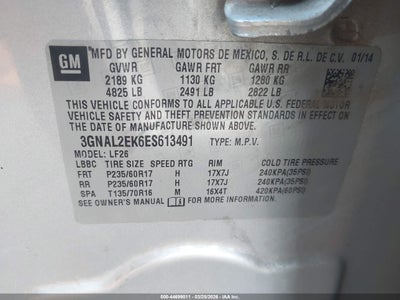 GM MFD BY GENERAL MOTORS DE MEXICO, S. DE R.L. DE C.V. 01/14
GVWR GAWR FRT GAWR RR
2189 KG 1130 KG 1280 KG
4825 LB 2491 LB 2822 LB
THIS VEHICLE CONFORMS TO ALL APPLICABLE U.S. FEDERAL MOTOR
VEHICLE SAFETY AND THEFT PREVENTION STANDARDS IN EFFECT ON
THE DATE OF MANUFACTURE SHOWN ABOVE.
3GNAL2EK6ES613491 TYPE: M.P.V.
MODEL: LF26
LBBC TIRE SIZE SPEED RTG RIM COLD TIRE PRESSURE
FRT P235/60R17 H 17X7J 240KPA(35PSI)
RR P235/60R17 H 17X7J 240KPA(35PSI)
SPA T135/70R16 M 16X4T 420KPA(60PSI)
SEE OWNER'S MANUAL FOR ADDITIONAL INFORMATION.